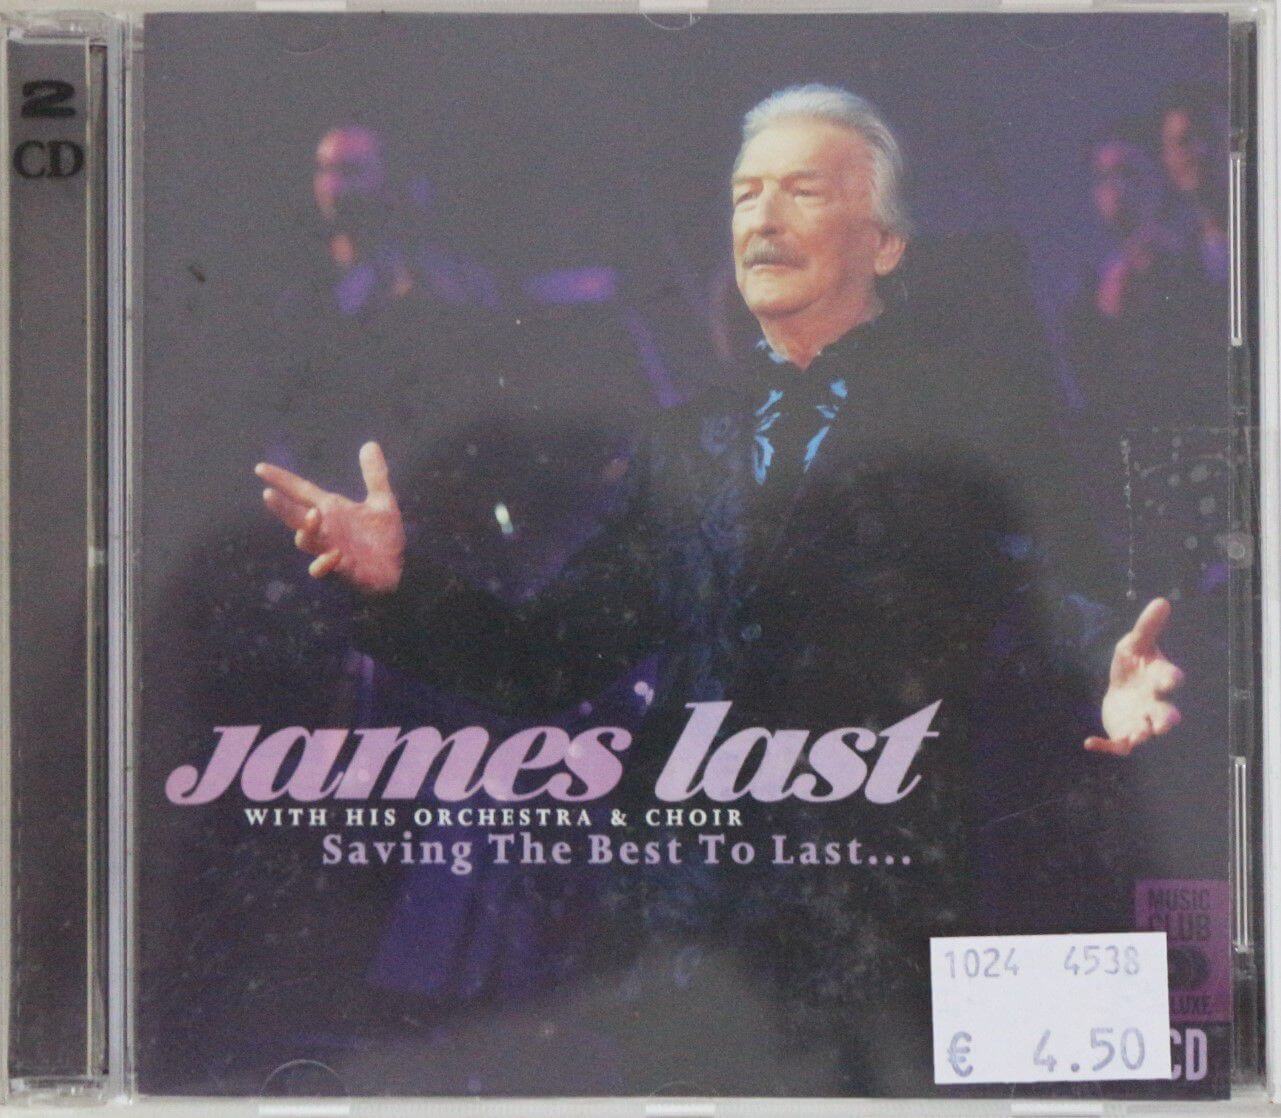 2
CD
james last
WITH HIS ORCHESTRA & CHOIR
Saving The Best To Last...
MUSIC
CLUB
1024 4538
€ 4.50
CD